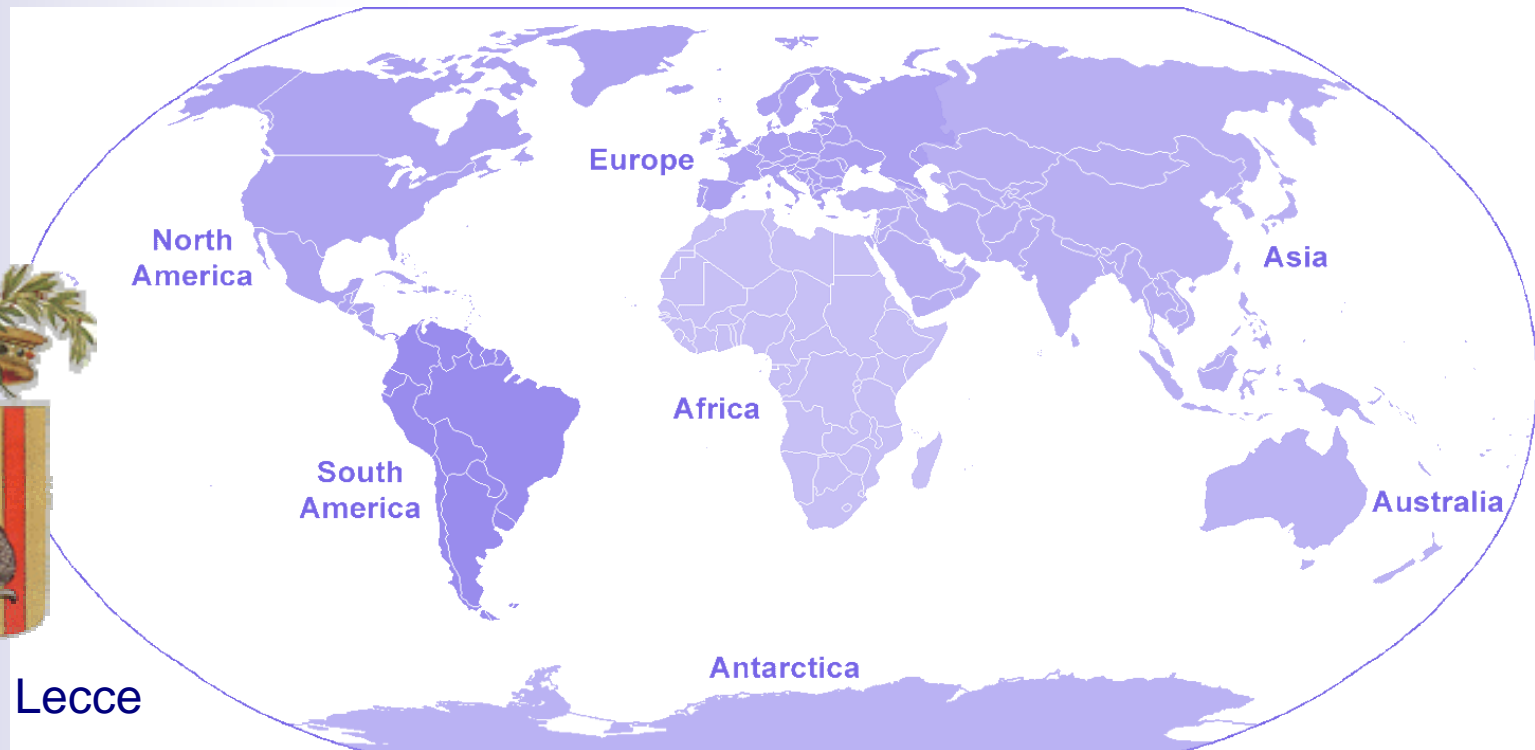 Europe
North
America
Asia
Africa
South
America
Australia
Antarctica
Lecce